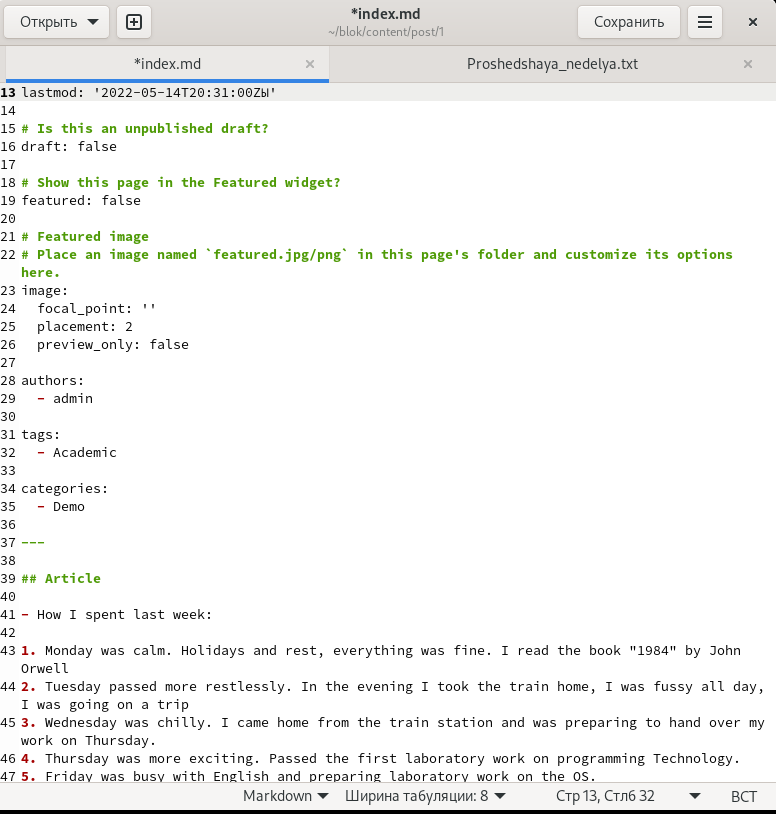 Открыть
*index.md
~/blok/content/post/1
Сохранить
*index.md
Proshedshaya_nedelya.txt
13 lastmod: '2022-05-14T20:31:00Zы'
14
15 # Is this an unpublished draft?
16 draft: false
17
18 # Show this page in the Featured widget?
19 featured: false
20
21 # Featured image
22 # Place an image named `featured.jpg/png` in this page's folder and customize its options
here.
23 image:
24   focal_point: ''
25   placement: 2
26   preview_only: false
27
28 authors:
29   - admin
30
31 tags:
32   - Academic
33
34 categories:
35   - Demo
36
37 ---
38
39 ## Article
40
41 - How I spent last week:
42
43 1. Monday was calm. Holidays and rest, everything was fine. I read the book "1984" by John
Orwell
44 2. Tuesday passed more restlessly. In the evening I took the train home, I was fussy all day,
I was going on a trip
45 3. Wednesday was chilly. I came home from the train station and was preparing to hand over my
work on Thursday.
46 4. Thursday was more exciting. Passed the first laboratory work on programming Technology.
47 5. Friday was busy with English and preparing laboratory work on the OS.
Markdown
Ширина табуляции: 8
Стр 13, Стлб 32
ВСТ